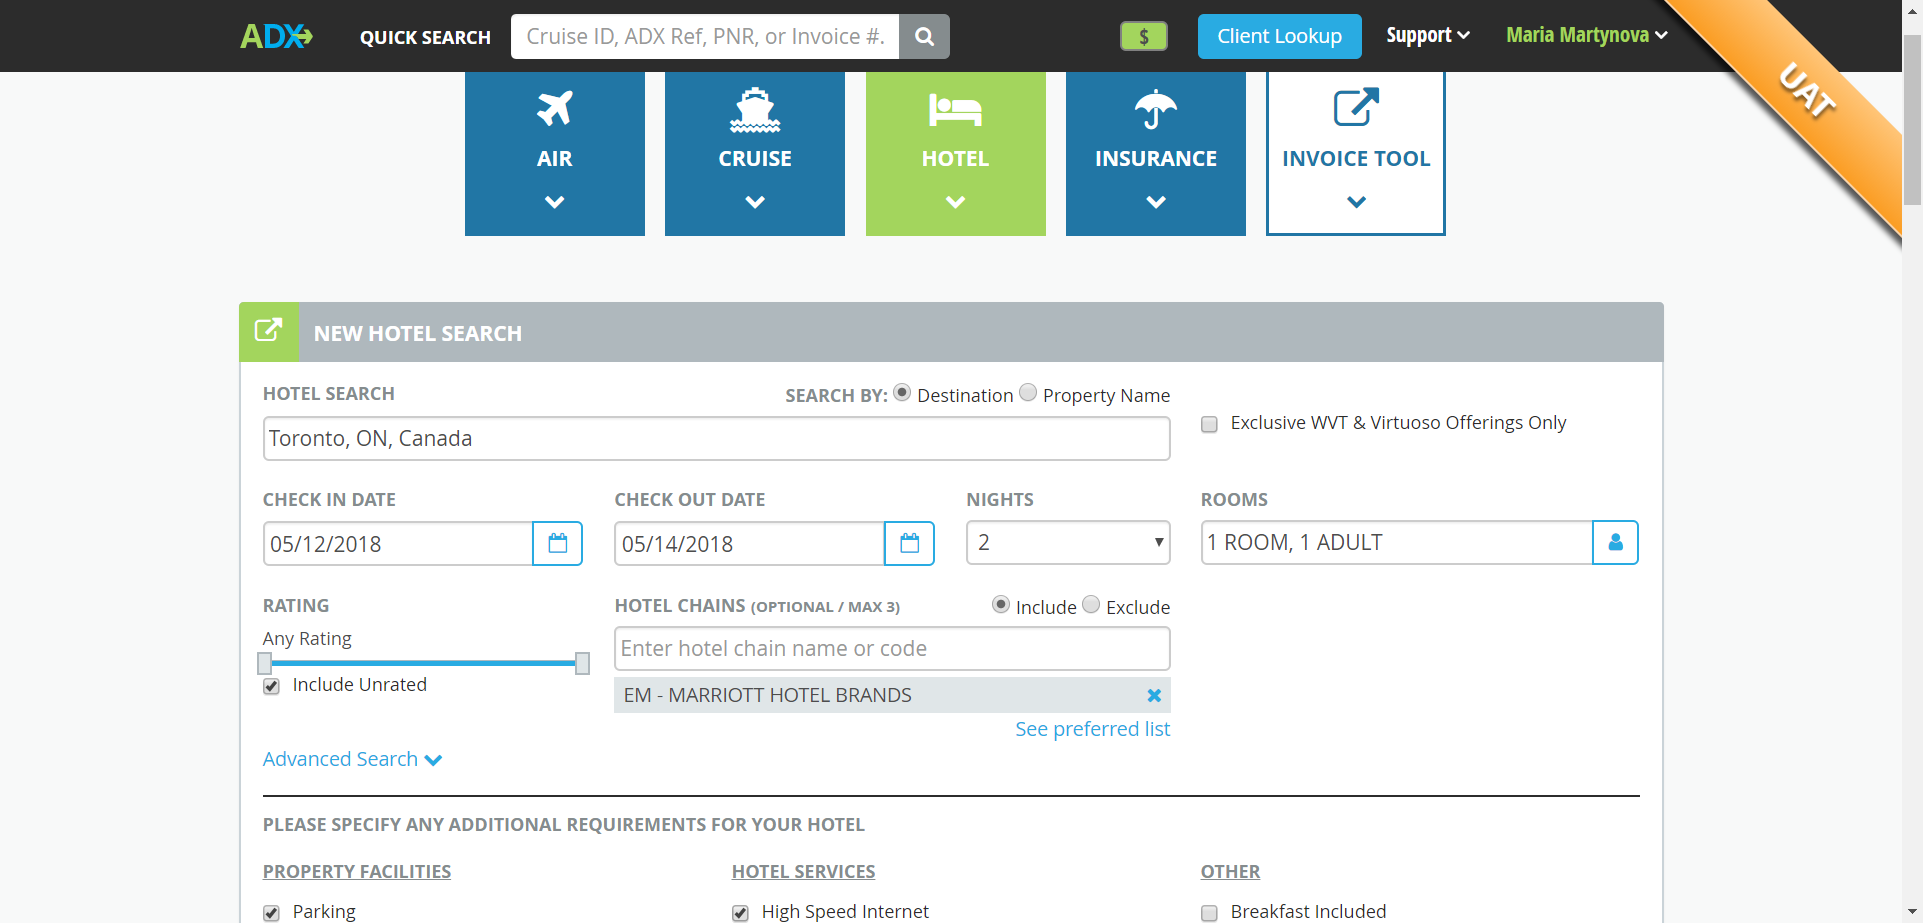 ADX
QUICK SEARCH
Cruise ID, ADX Ref, PNR, or Invoice #.
$
Client Lookup
Support
Maria Martynova
UAT
AIR
CRUISE
HOTEL
INSURANCE
INVOICE TOOL
NEW HOTEL SEARCH
HOTEL SEARCH
SEARCH BY: Destination Property Name
Toronto, ON, Canada
Exclusive WVT & Virtuoso Offerings Only
CHECK IN DATE
CHECK OUT DATE
NIGHTS
ROOMS
05/12/2018
05/14/2018
2
1 ROOM, 1 ADULT
RATING
HOTEL CHAINS (OPTIONAL / MAX 3)
Include Exclude
Any Rating
Enter hotel chain name or code
Include Unrated
EM - MARRIOTT HOTEL BRANDS
See preferred list
Advanced Search
PLEASE SPECIFY ANY ADDITIONAL REQUIREMENTS FOR YOUR HOTEL
PROPERTY FACILITIES
HOTEL SERVICES
OTHER
Parking
High Speed Internet
Breakfast Included